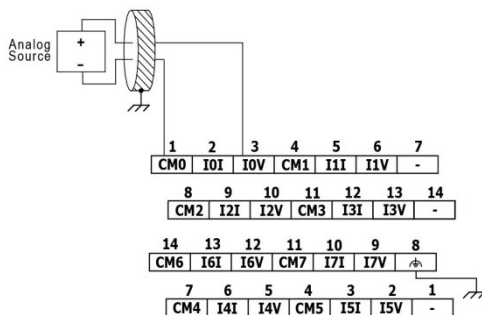 Analog
Source
+
-
1 2 3 4 5 6 7
CM0 I0I I0V CM1 I1I I1V -
8 9 10 11 12 13 14
CM2 I2I I2V CM3 I3I I3V -
14 13 12 11 10 9 8
CM6 I6I I6V CM7 I7I I7V
7 6 5 4 3 2 1
CM4 I4I I4V CM5 I5I I5V -